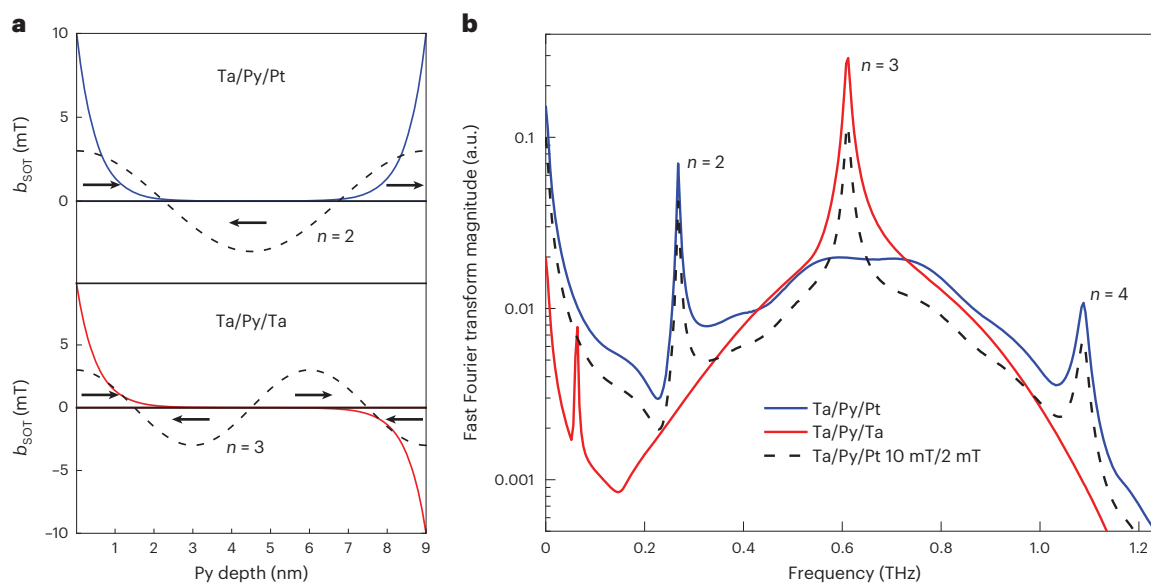 a
10
5
0
b_SOT (mT)
Ta/Py/Pt
n = 2
5
0
−5
−10
b_SOT (mT)
Ta/Py/Ta
n = 3
1 2 3 4 5 6 7 8 9
Py depth (nm)
b
Fast Fourier transform magnitude (a.u.)
0.1
0.01
0.001
n = 2
n = 3
n = 4
Ta/Py/Pt
Ta/Py/Ta
Ta/Py/Pt 10 mT/2 mT
0 0.2 0.4 0.6 0.8 1.0 1.2
Frequency (THz)